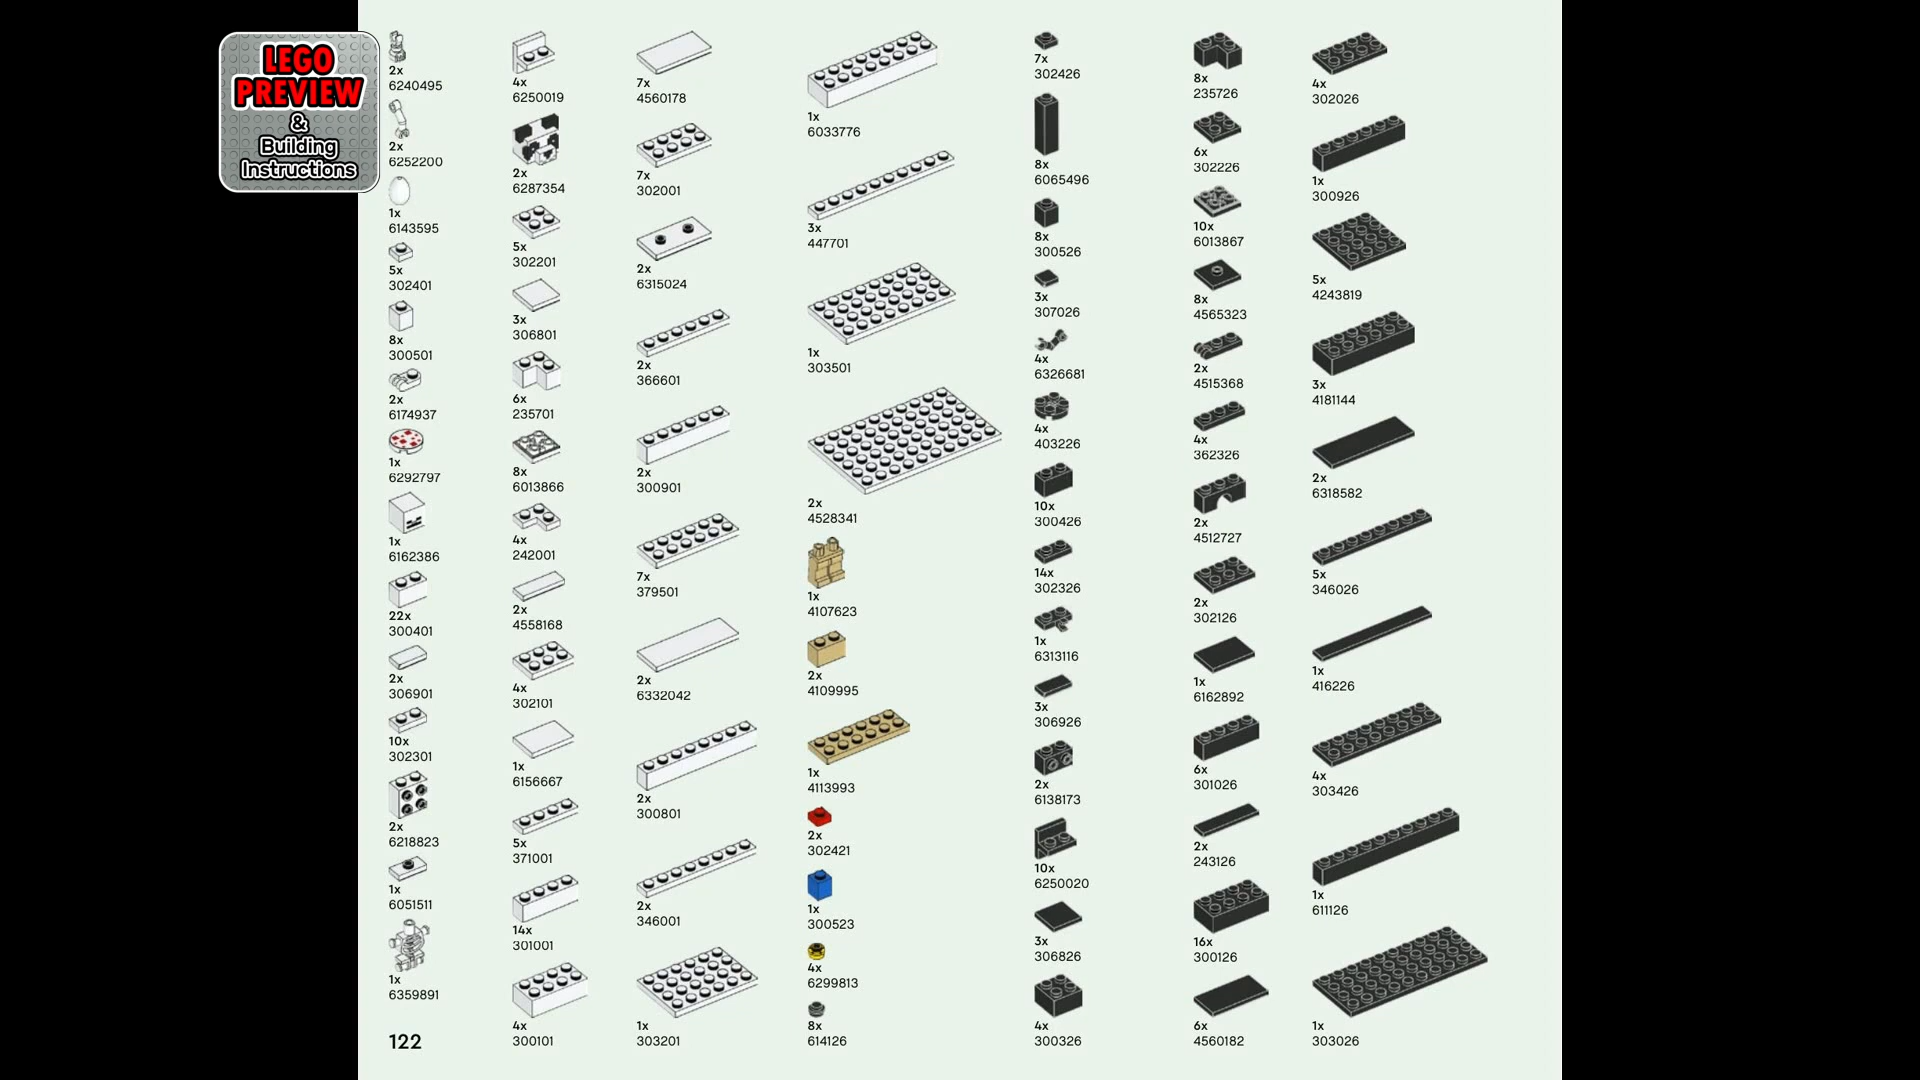 LEGO
PREVIEW
&
Building
Instructions
2x
6240495
2x
6252200
1x
6143595
5x
302401
8x
300501
2x
6174937
1x
6292797
1x
6162386
22x
300401
2x
306901
10x
302301
2x
6218823
1x
6051511
1x
6359891
122
4x
6250019
2x
6287354
5x
302201
3x
306801
6x
235701
8x
6013866
4x
242001
2x
4558168
4x
302101
1x
6156667
5x
371001
14x
301001
4x
300101
7x
4560178
7x
302001
2x
6315024
2x
366601
2x
300901
7x
379501
2x
6332042
2x
300801
2x
346001
1x
303201
1x
6033776
3x
447701
1x
303501
2x
4528341
1x
4107623
2x
4109995
1x
4113993
2x
302421
1x
300523
4x
6299813
8x
614126
7x
302426
8x
6065496
8x
300526
3x
307026
4x
6326681
4x
403226
10x
300426
14x
302326
1x
6313116
3x
306926
2x
6138173
10x
6250020
3x
306826
4x
300326
8x
235726
6x
302226
10x
6013867
8x
4565323
2x
4515368
4x
362326
2x
4512727
2x
302126
1x
6162892
6x
301026
2x
243126
16x
300126
6x
4560182
4x
302026
1x
300926
5x
4243819
3x
4181144
2x
6318582
5x
346026
1x
416226
4x
303426
1x
611126
1x
303026